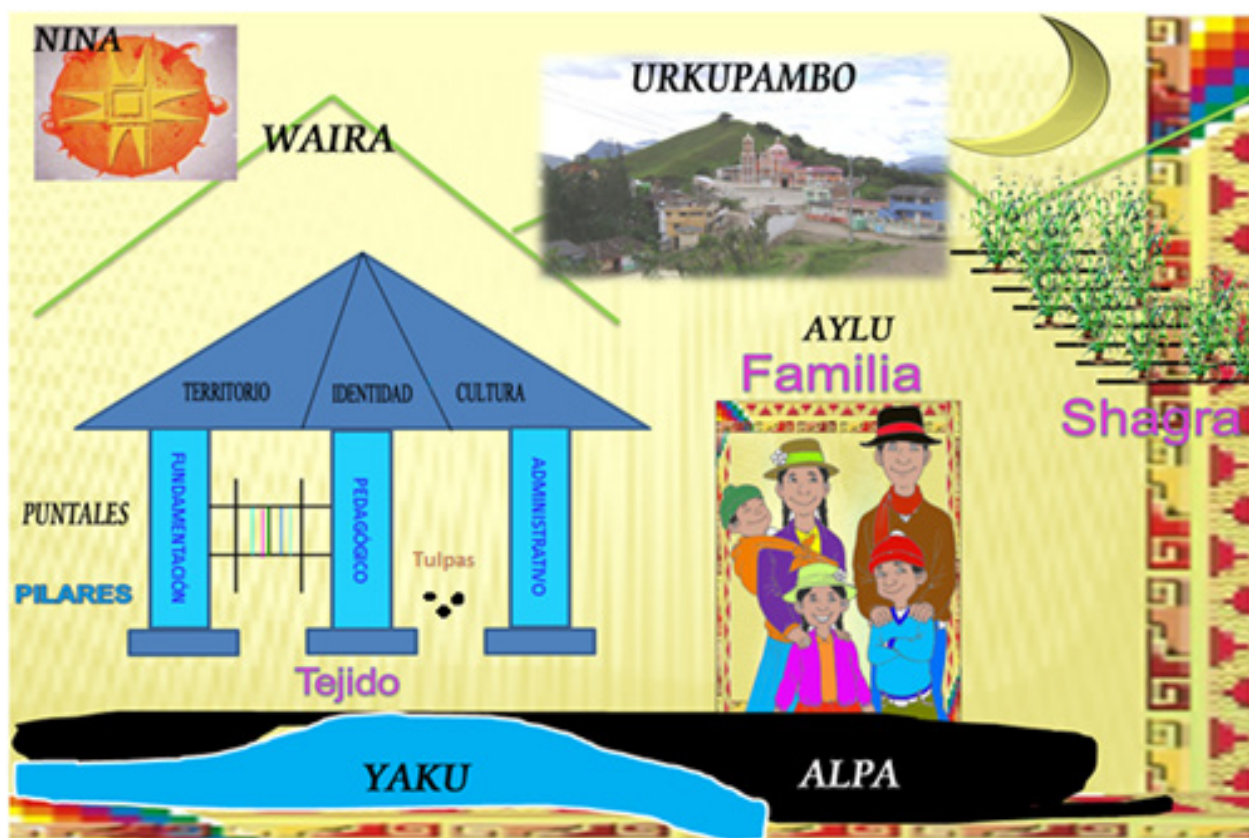 NINA
WAIRA
URKUPAMBO
AYLU
Familia
Shagra
TERRITORIO
IDENTIDAD
CULTURA
PUNTALES
PILARES
FUNDAMENTACIÓN
PEDAGÓGICO
Tulpas
ADMINISTRATIVO
Tejido
YAKU
ALPA